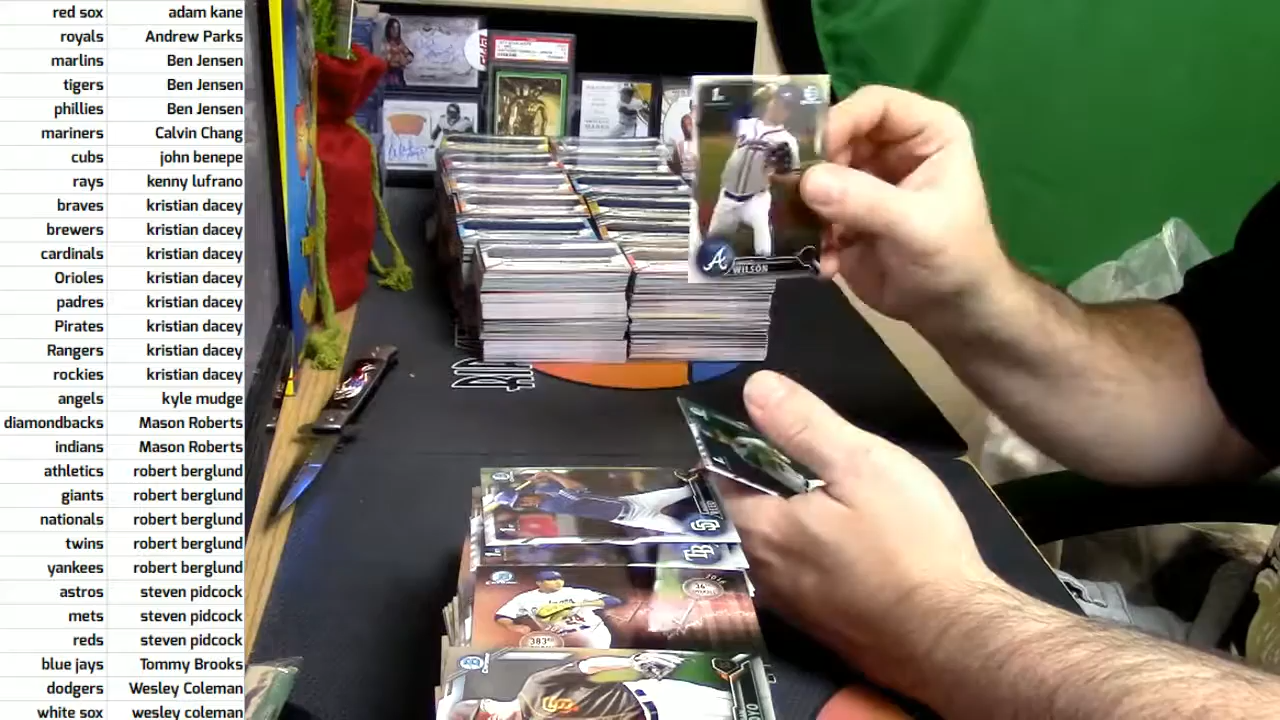 red sox adam kane
royals Andrew Parks
marlins Ben Jensen
tigers Ben Jensen
phillies Ben Jensen
mariners Calvin Chang
cubs john benepe
rays kenny lufrano
braves kristian dacey
brewers kristian dacey
cardinals kristian dacey
Orioles kristian dacey
padres kristian dacey
Pirates kristian dacey
Rangers kristian dacey
rockies kristian dacey
angels kyle mudge
diamondbacks Mason Roberts
indians Mason Roberts
athletics robert berglund
giants robert berglund
nationals robert berglund
twins robert berglund
yankees robert berglund
astros steven pidcock
mets steven pidcock
reds steven pidcock
blue jays Tommy Brooks
dodgers Wesley Coleman
white sox wesley coleman
WILSON
A
SD
TB
383
SF